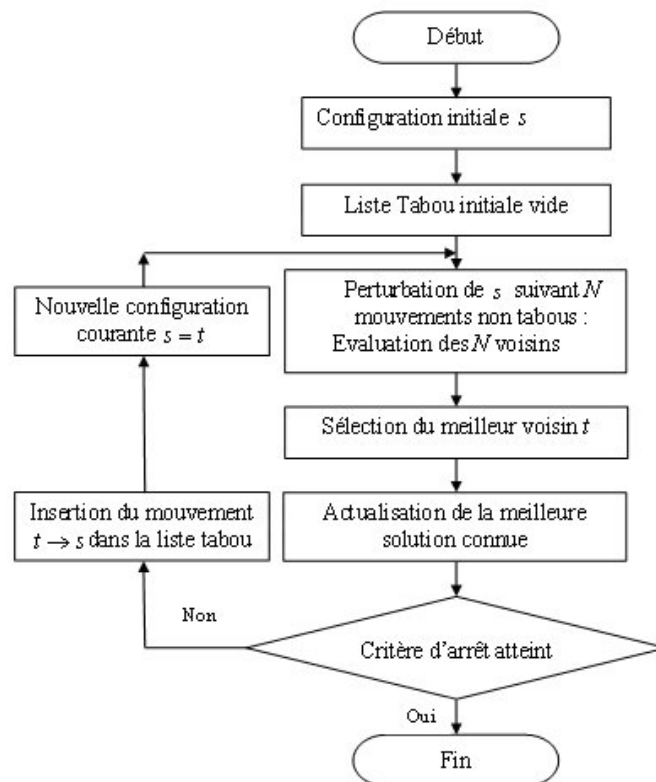 Début
Configuration initiale s
Liste Tabou initiale vide
Perturbation de s suivant N
mouvements non tabous :
Evaluation des N voisins
Nouvelle configuration
courante s = t
Sélection du meilleur voisin t
Insertion du mouvement
t → s dans la liste tabou
Actualisation de la meilleure
solution connue
Non
Critère d'arrêt atteint
Oui
Fin